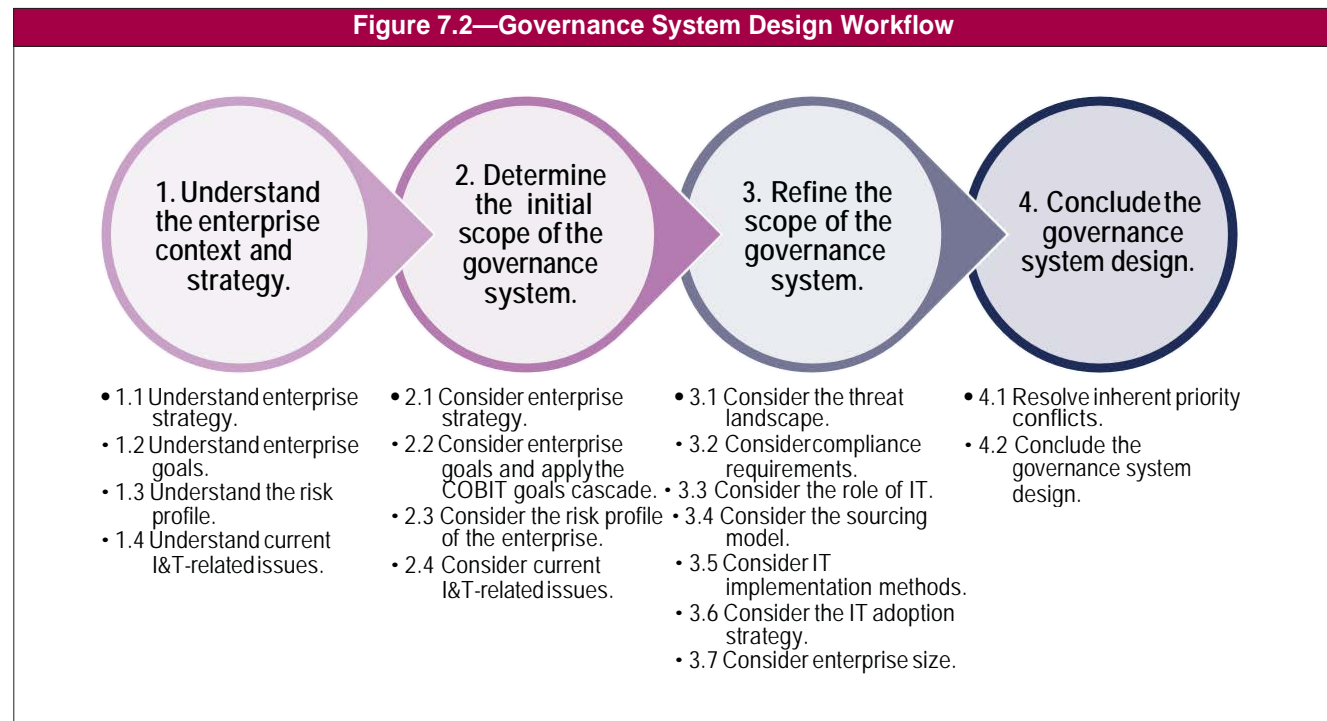 Figure 7.2—Governance System Design Workflow
1. Understand
the enterprise
context and
strategy.
2. Determine
the initial
scope of the
governance
system.
3. Refine the
scope of the
governance
system.
4. Conclude the
governance
system design.
• 1.1 Understand enterprise
strategy.
• 1.2 Understand enterprise
goals.
• 1.3 Understand the risk
profile.
• 1.4 Understand current
I&T-related issues.
• 2.1 Consider enterprise
strategy.
• 2.2 Consider enterprise
goals and apply the
COBIT goals cascade.
• 2.3 Consider the risk profile
of the enterprise.
• 2.4 Consider current
I&T-related issues.
• 3.1 Consider the threat
landscape.
• 3.2 Consider compliance
requirements.
• 3.3 Consider the role of IT.
• 3.4 Consider the sourcing
model.
• 3.5 Consider IT
implementation methods.
• 3.6 Consider the IT adoption
strategy.
• 3.7 Consider enterprise size.
• 4.1 Resolve inherent priority
conflicts.
• 4.2 Conclude the
governance system
design.